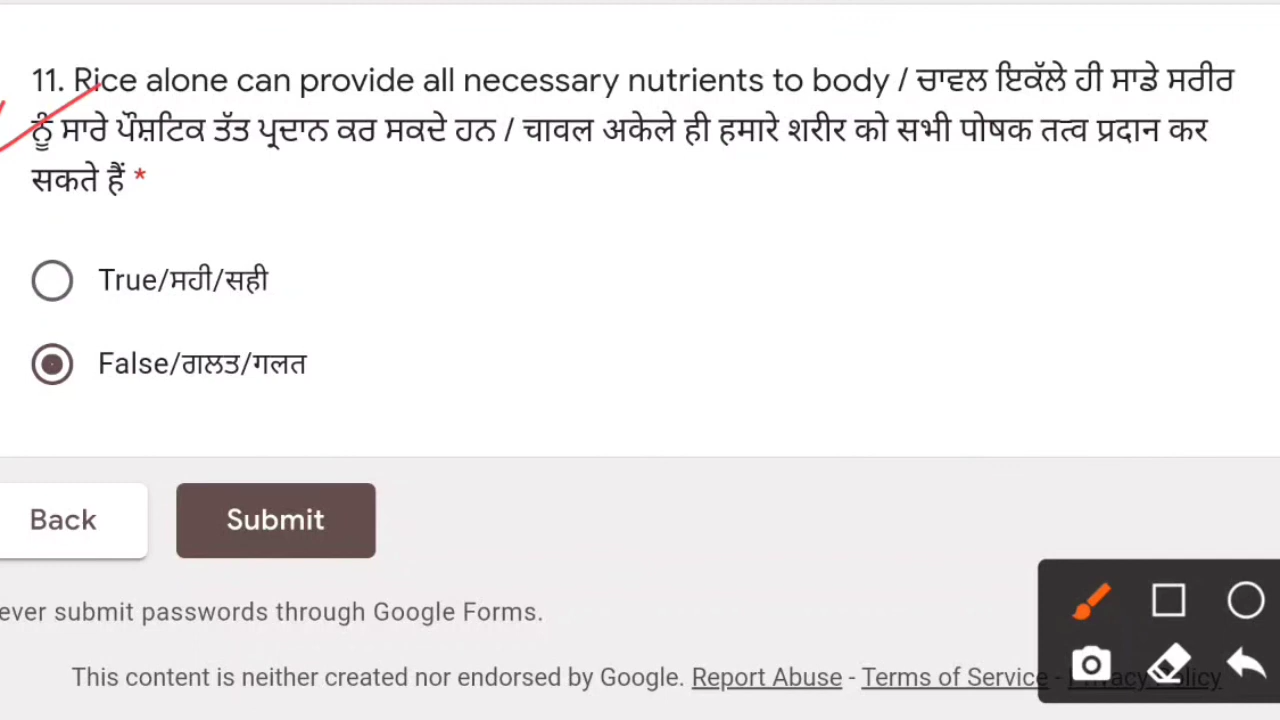 11. Rice alone can provide all necessary nutrients to body / ਚਾਵਲ ਇਕੱਲੇ ਹੀ ਸਾਡੇ ਸਰੀਰ
ਨੂੰ ਸਾਰੇ ਪੌਸ਼ਟਿਕ ਤੱਤ ਪ੍ਰਦਾਨ ਕਰ ਸਕਦੇ ਹਨ / चावल अकेले ही हमारे शरीर को सभी पोषक तत्व प्रदान कर
सकते हैं *
True/ਸਹੀ/सही
False/ਗਲਤ/गलत
Back Submit
ever submit passwords through Google Forms.
This content is neither created nor endorsed by Google. Report Abuse - Terms of Service -